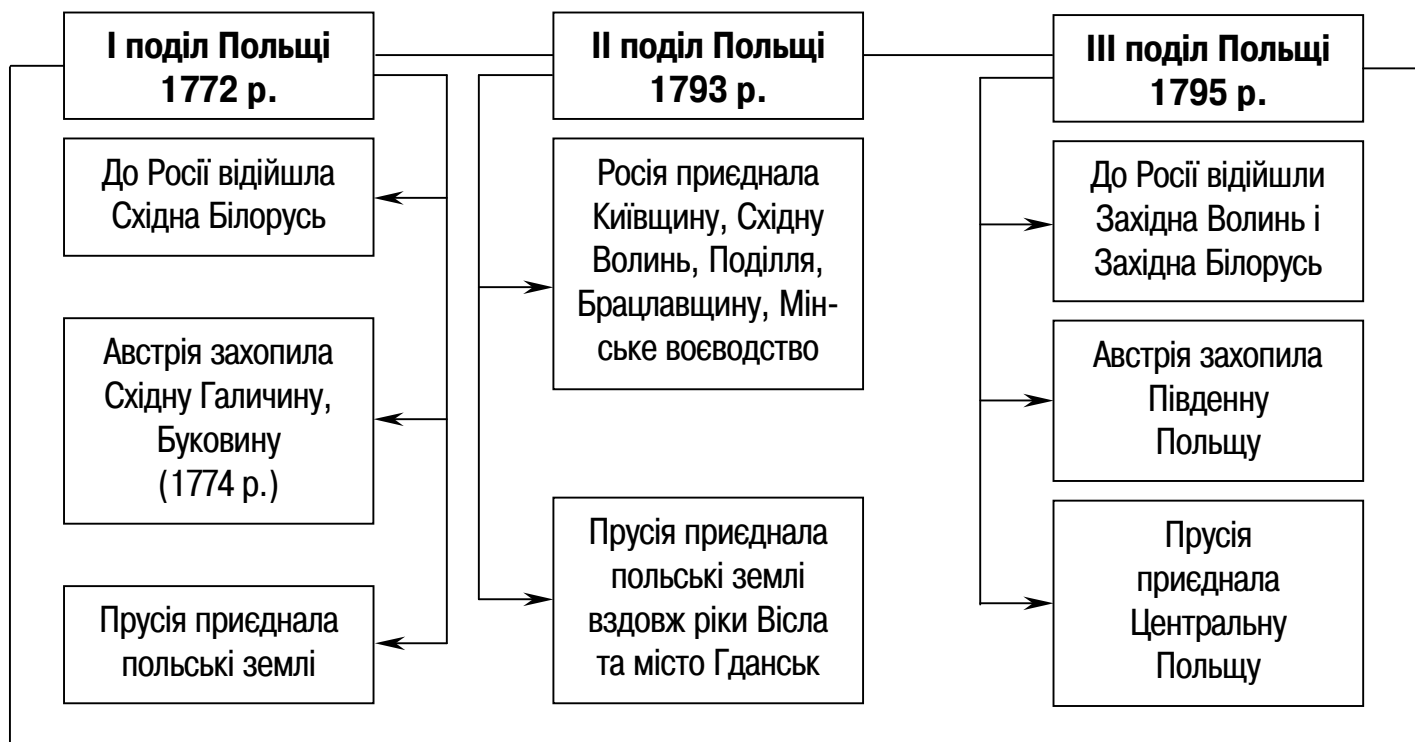 І поділ Польщі
1772 р.
До Росії відійшла
Східна Білорусь
Австрія захопила
Східну Галичину,
Буковину
(1774 р.)
Прусія приєднала
польські землі
ІІ поділ Польщі
1793 р.
Росія приєднала
Київщину, Східну
Волинь, Поділля,
Брацлавщину, Мін-
ське воєводство
Прусія приєднала
польські землі
вздовж ріки Вісла
та місто Гданськ
ІІІ поділ Польщі
1795 р.
До Росії відійшли
Західна Волинь і
Західна Білорусь
Австрія захопила
Південну
Польщу
Прусія
приєднала
Центральну
Польщу